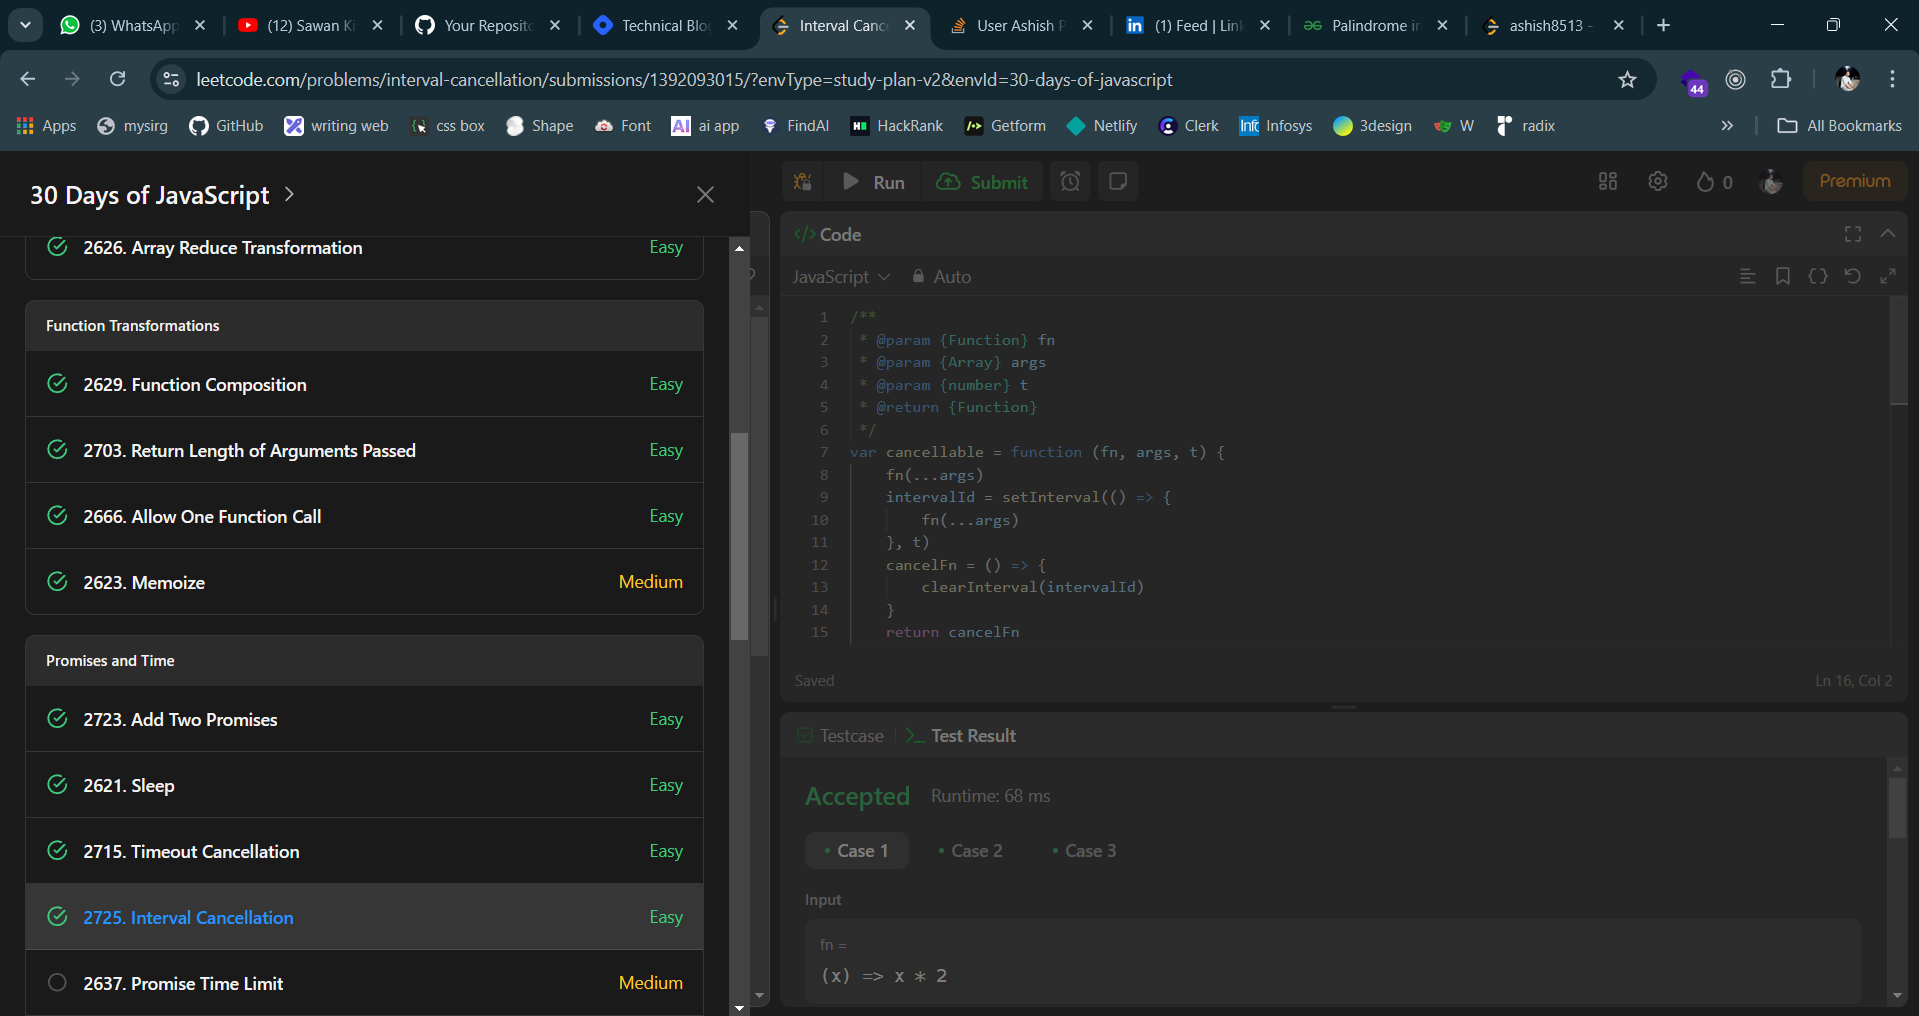 (3) WhatsApp
(12) Sawan Ki
Your Reposito
Technical Blog
Interval Cance
User Ashish P
(1) Feed | Link
Palindrome in
ashish8513 -
leetcode.com/problems/interval-cancellation/submissions/1392093015/?envType=study-plan-v2&envId=30-days-of-javascript
44
Apps
mysirg
GitHub
writing web
css box
Shape
Font
AI
ai app
FindAI
HackRank
Getform
Netlify
Clerk
Infosys
3design
W
radix
All Bookmarks
30 Days of JavaScript
2626. Array Reduce Transformation Easy
Function Transformations
2629. Function Composition Easy
2703. Return Length of Arguments Passed Easy
2666. Allow One Function Call Easy
2623. Memoize Medium
Promises and Time
2723. Add Two Promises Easy
2621. Sleep Easy
2715. Timeout Cancellation Easy
2725. Interval Cancellation Easy
2637. Promise Time Limit Medium
Run
Submit
0
Premium
</> Code
JavaScript
Auto
1 /**
2 * @param {Function} fn
3 * @param {Array} args
4 * @param {number} t
5 * @return {Function}
6 */
7 var cancellable = function (fn, args, t) {
8 fn(...args)
9 intervalId = setInterval(() => {
10 fn(...args)
11 }, t)
12 cancelFn = () => {
13 clearInterval(intervalId)
14 }
15 return cancelFn
Saved
Ln 16, Col 2
Testcase
Test Result
Accepted Runtime: 68 ms
• Case 1 • Case 2 • Case 3
Input
fn =
(x) => x * 2